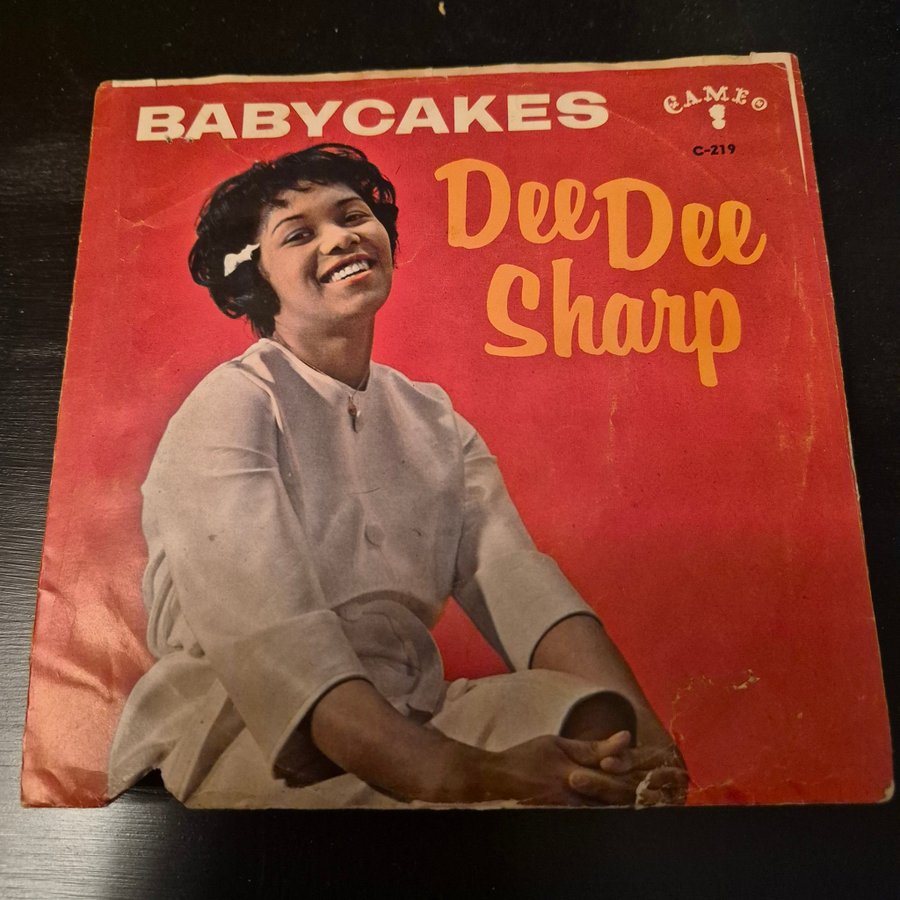 BABYCAKES
CAMEO
C-219
Dee Dee
Sharp